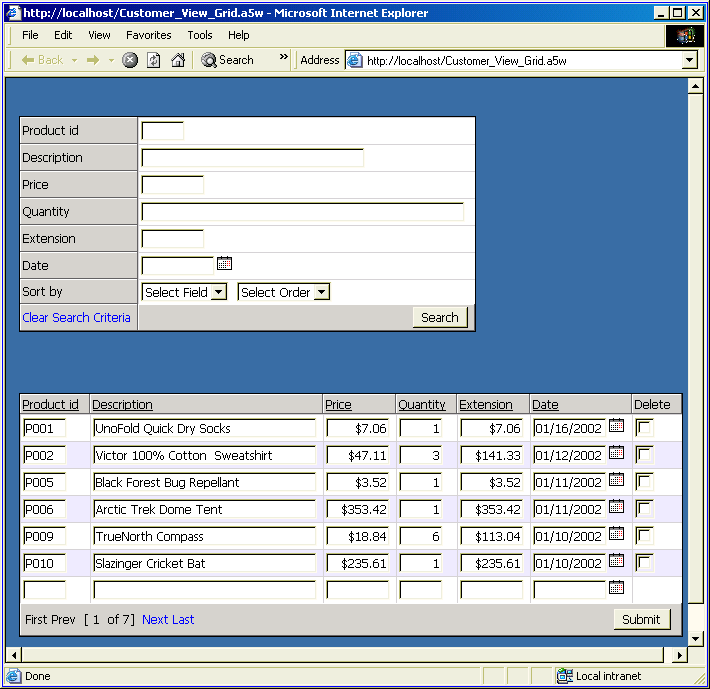 http://localhost/Customer_View_Grid.a5w - Microsoft Internet Explorer
File Edit View Favorites Tools Help
Back Search » Address http://localhost/Customer_View_Grid.a5w
Product id
Description
Price
Quantity
Extension
Date
Sort by Select Field Select Order
Clear Search Criteria Search
Product id Description Price Quantity Extension Date Delete
P001 UnoFold Quick Dry Socks $7.06 1 $7.06 01/16/2002
P002 Victor 100% Cotton  Sweatshirt $47.11 3 $141.33 01/12/2002
P005 Black Forest Bug Repellant $3.52 1 $3.52 01/11/2002
P006 Arctic Trek Dome Tent $353.42 1 $353.42 01/11/2002
P009 TrueNorth Compass $18.84 6 $113.04 01/10/2002
P010 Slazinger Cricket Bat $235.61 1 $235.61 01/10/2002
First Prev [ 1 of 7] Next Last Submit
Done Local intranet